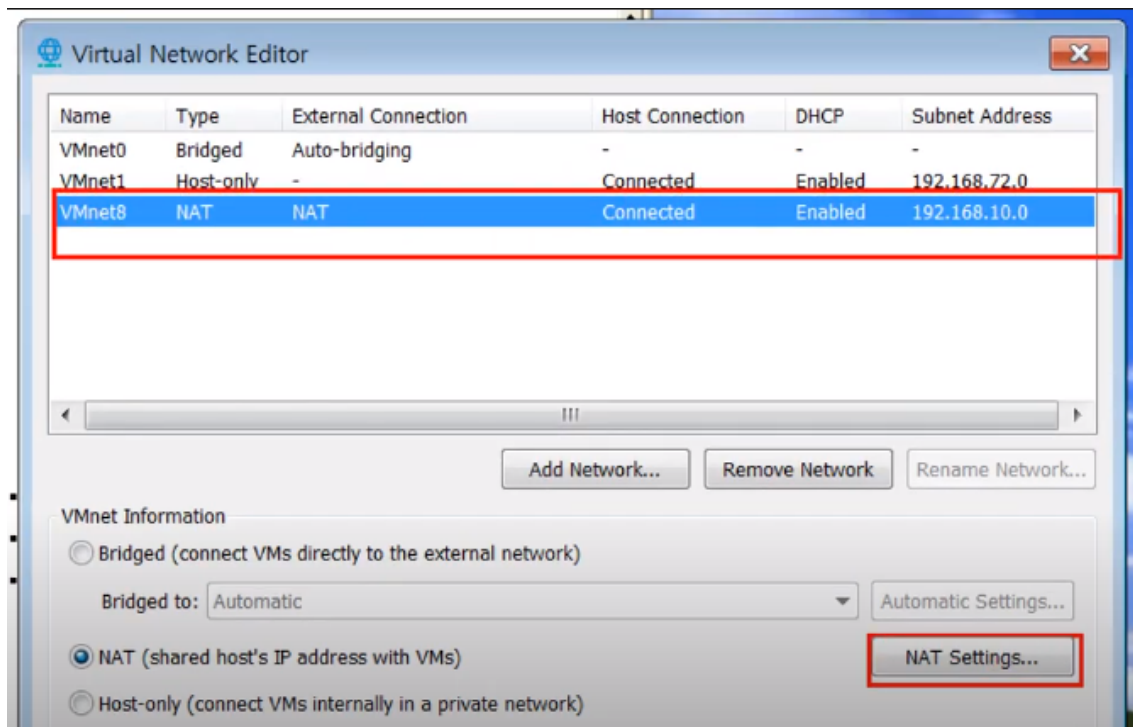 Virtual Network Editor
Name Type External Connection Host Connection DHCP Subnet Address
VMnet0 Bridged Auto-bridging - - -
VMnet1 Host-only - Connected Enabled 192.168.72.0
VMnet8 NAT NAT Connected Enabled 192.168.10.0
Add Network... Remove Network Rename Network...
VMnet Information
Bridged (connect VMs directly to the external network)
Bridged to: Automatic Automatic Settings...
NAT (shared host's IP address with VMs) NAT Settings...
Host-only (connect VMs internally in a private network)